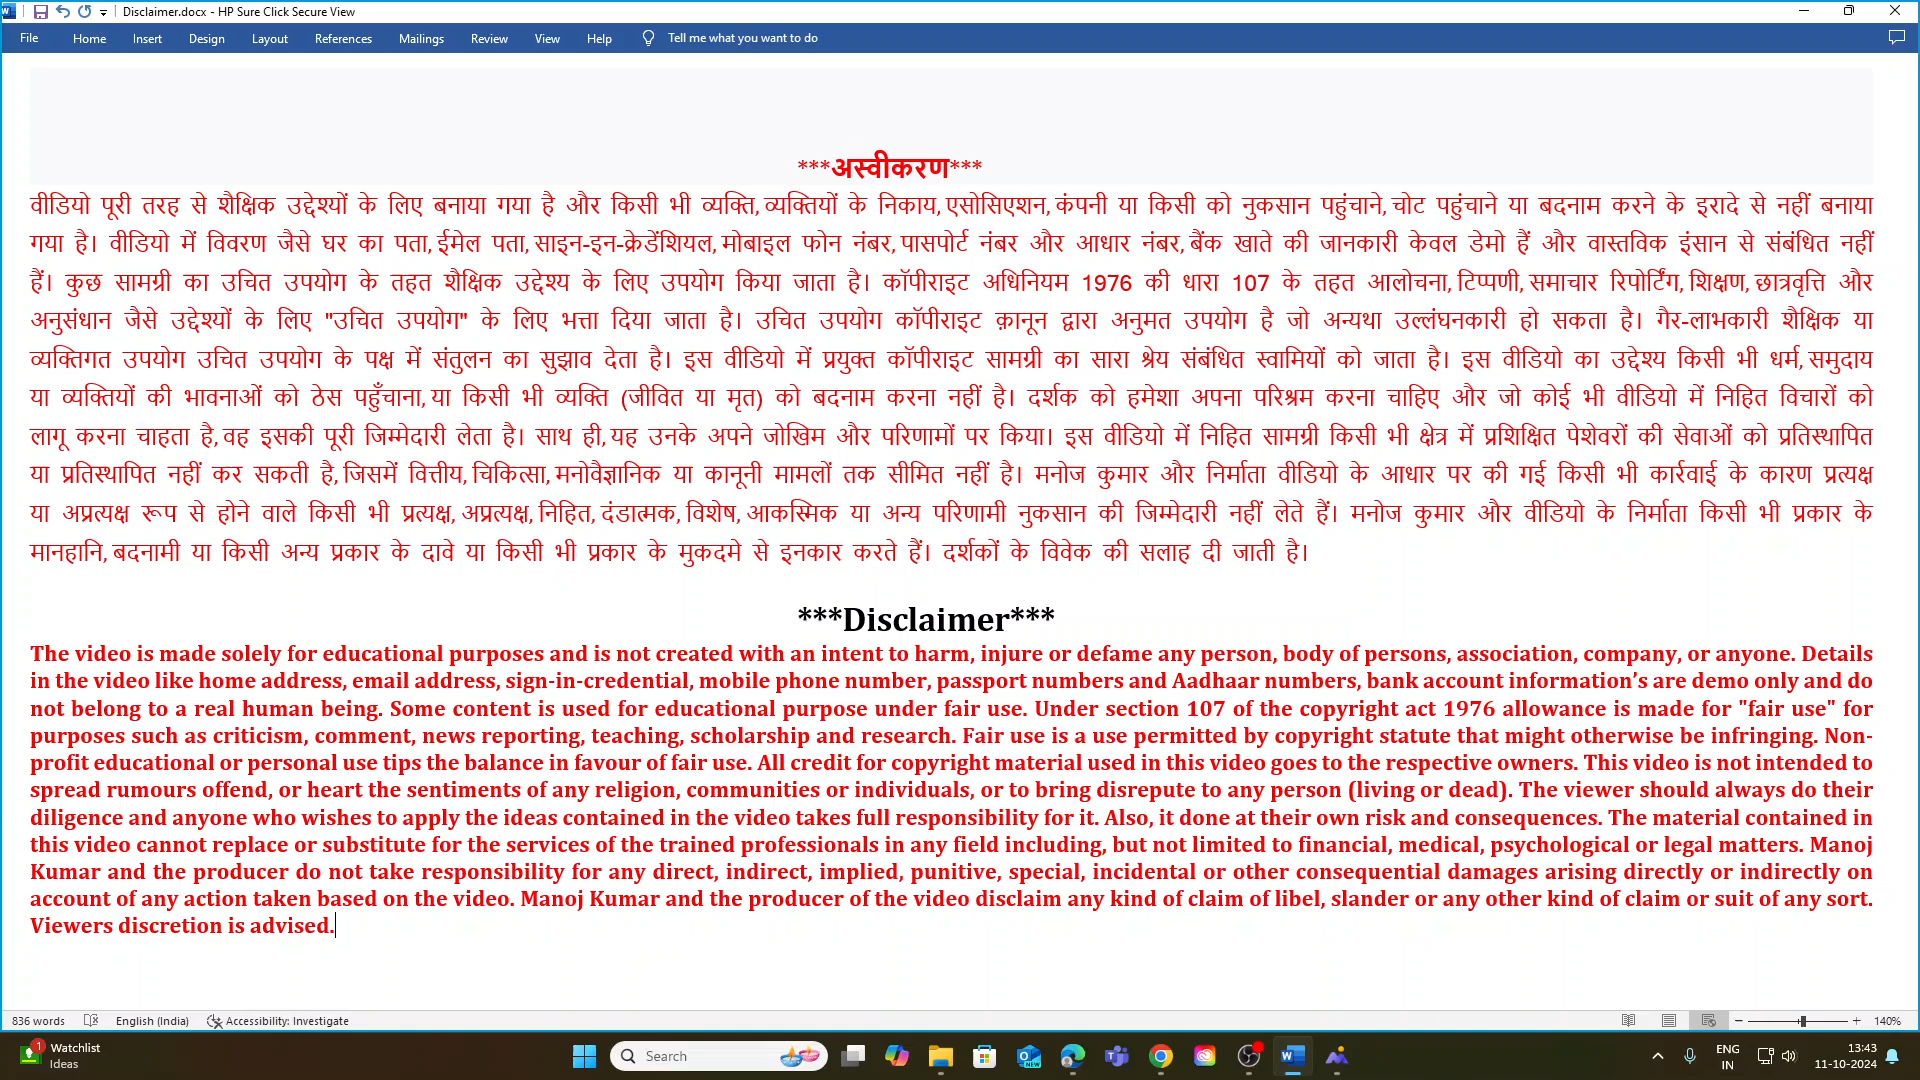 Disclaimer.docx - HP Sure Click Secure View
File Home Insert Design Layout References Mailings Review View Help Tell me what you want to do
***अस्वीकरण***
वीडियो पूरी तरह से शैक्षिक उद्देश्यों के लिए बनाया गया है और किसी भी व्यक्ति, व्यक्तियों के निकाय, एसोसिएशन, कंपनी या किसी को नुकसान पहुंचाने, चोट पहुंचाने या बदनाम करने के इरादे से नहीं बनाया
गया है। वीडियो में विवरण जैसे घर का पता, ईमेल पता, साइन-इन-क्रेडेंशियल, मोबाइल फोन नंबर, पासपोर्ट नंबर और आधार नंबर, बैंक खाते की जानकारी केवल डेमो हैं और वास्तविक इंसान से संबंधित नहीं
हैं। कुछ सामग्री का उचित उपयोग के तहत शैक्षिक उद्देश्य के लिए उपयोग किया जाता है। कॉपीराइट अधिनियम 1976 की धारा 107 के तहत आलोचना, टिप्पणी, समाचार रिपोर्टिंग, शिक्षण, छात्रवृत्ति और
अनुसंधान जैसे उद्देश्यों के लिए "उचित उपयोग" के लिए भत्ता दिया जाता है। उचित उपयोग कॉपीराइट क़ानून द्वारा अनुमत उपयोग है जो अन्यथा उल्लंघनकारी हो सकता है। गैर-लाभकारी शैक्षिक या
व्यक्तिगत उपयोग उचित उपयोग के पक्ष में संतुलन का सुझाव देता है। इस वीडियो में प्रयुक्त कॉपीराइट सामग्री का सारा श्रेय संबंधित स्वामियों को जाता है। इस वीडियो का उद्देश्य किसी भी धर्म, समुदाय
या व्यक्तियों की भावनाओं को ठेस पहुँचाना, या किसी भी व्यक्ति (जीवित या मृत) को बदनाम करना नहीं है। दर्शक को हमेशा अपना परिश्रम करना चाहिए और जो कोई भी वीडियो में निहित विचारों को
लागू करना चाहता है, वह इसकी पूरी जिम्मेदारी लेता है। साथ ही, यह उनके अपने जोखिम और परिणामों पर किया। इस वीडियो में निहित सामग्री किसी भी क्षेत्र में प्रशिक्षित पेशेवरों की सेवाओं को प्रतिस्थापित
या प्रतिस्थापित नहीं कर सकती है, जिसमें वित्तीय, चिकित्सा, मनोवैज्ञानिक या कानूनी मामलों तक सीमित नहीं है। मनोज कुमार और निर्माता वीडियो के आधार पर की गई किसी भी कार्रवाई के कारण प्रत्यक्ष
या अप्रत्यक्ष रूप से होने वाले किसी भी प्रत्यक्ष, अप्रत्यक्ष, निहित, दंडात्मक, विशेष, आकस्मिक या अन्य परिणामी नुकसान की जिम्मेदारी नहीं लेते हैं। मनोज कुमार और वीडियो के निर्माता किसी भी प्रकार के
मानहानि, बदनामी या किसी अन्य प्रकार के दावे या किसी भी प्रकार के मुकदमे से इनकार करते हैं। दर्शकों के विवेक की सलाह दी जाती है।
***Disclaimer***
The video is made solely for educational purposes and is not created with an intent to harm, injure or defame any person, body of persons, association, company, or anyone. Details
in the video like home address, email address, sign-in-credential, mobile phone number, passport numbers and Aadhaar numbers, bank account information’s are demo only and do
not belong to a real human being. Some content is used for educational purpose under fair use. Under section 107 of the copyright act 1976 allowance is made for "fair use" for
purposes such as criticism, comment, news reporting, teaching, scholarship and research. Fair use is a use permitted by copyright statute that might otherwise be infringing. Non-
profit educational or personal use tips the balance in favour of fair use. All credit for copyright material used in this video goes to the respective owners. This video is not intended to
spread rumours offend, or heart the sentiments of any religion, communities or individuals, or to bring disrepute to any person (living or dead). The viewer should always do their
diligence and anyone who wishes to apply the ideas contained in the video takes full responsibility for it. Also, it done at their own risk and consequences. The material contained in
this video cannot replace or substitute for the services of the trained professionals in any field including, but not limited to financial, medical, psychological or legal matters. Manoj
Kumar and the producer do not take responsibility for any direct, indirect, implied, punitive, special, incidental or other consequential damages arising directly or indirectly on
account of any action taken based on the video. Manoj Kumar and the producer of the video disclaim any kind of claim of libel, slander or any other kind of claim or suit of any sort.
Viewers discretion is advised.
836 words English (India) Accessibility: Investigate 140%
1 Watchlist
Ideas
Search
ENG
IN
13:43
11-10-2024